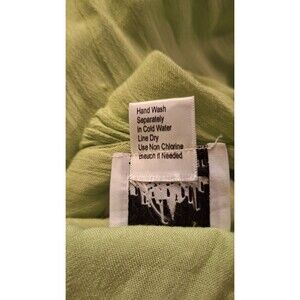 Hand Wash
Separately
In Cold Water
Line Dry
Use Non Chlorine
Bleach If Needed